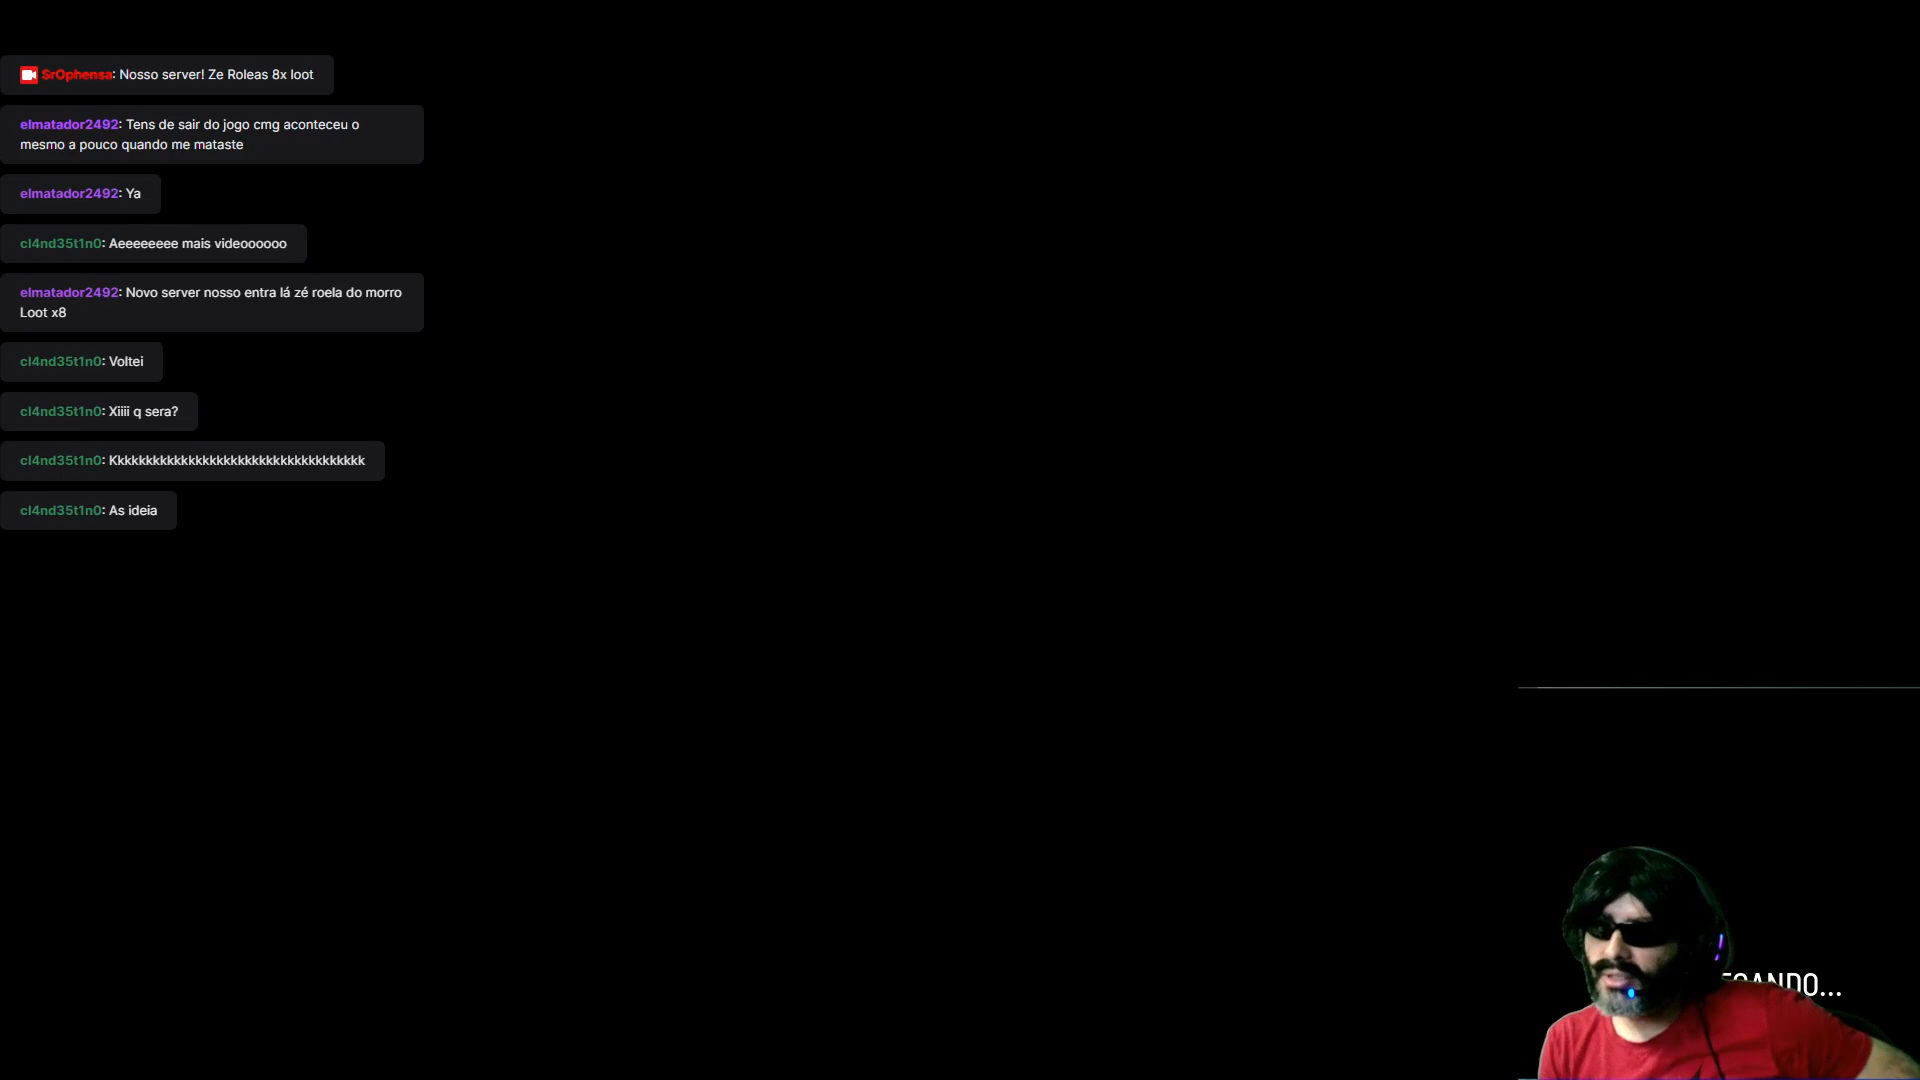 SrOphensa: Nosso server! Ze Roleas 8x loot
elmatador2492: Tens de sair do jogo cmg aconteceu o
mesmo a pouco quando me mataste
elmatador2492: Ya
cl4nd35t1n0: Aeeeeeeee mais videoooooo
elmatador2492: Novo server nosso entra lá zé roela do morro
Loot x8
cl4nd35t1n0: Voltei
cl4nd35t1n0: Xiiii q sera?
cl4nd35t1n0: Kkkkkkkkkkkkkkkkkkkkkkkkkkkkkkkkkkkk
cl4nd35t1n0: As ideia